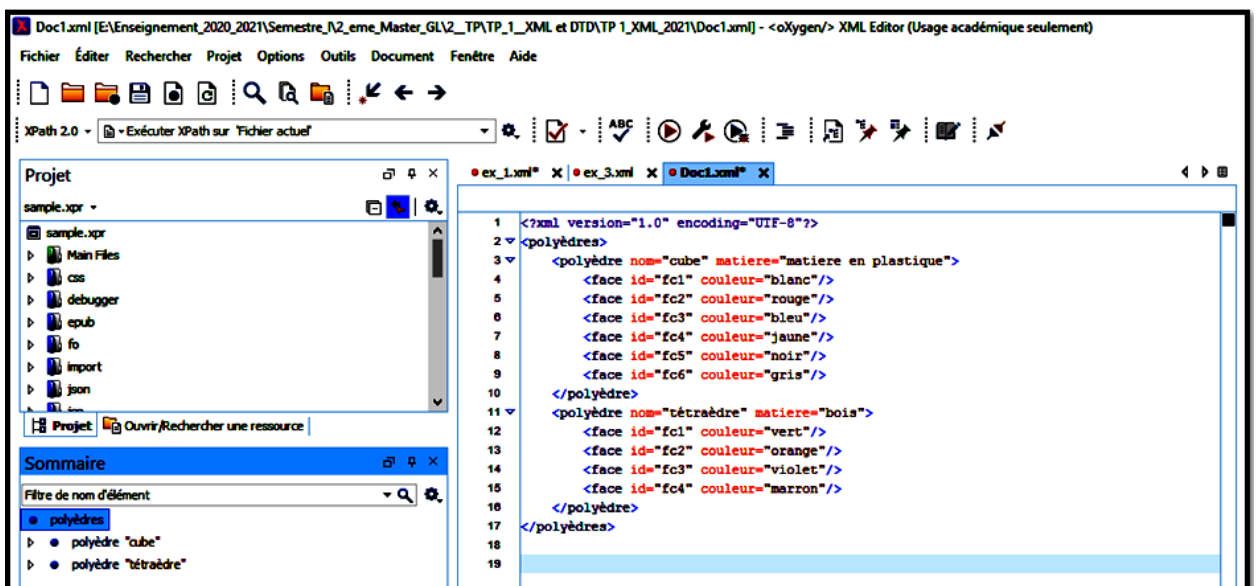 Doc1.xml [E:\Enseignement_2020_2021\Semestre_I\2_eme_Master_GL\2__TP\TP_1__XML et DTD\TP 1_XML_2021\Doc1.xml] - <oXygen/> XML Editor (Usage académique seulement)
Fichier Éditer Rechercher Projet Options Outils Document Fenêtre Aide
XPath 2.0 Exécuter XPath sur 'Fichier actuel' ABC
Projet
sample.xpr
sample.xpr
Main Files
css
debugger
epub
fo
import
json
jsp
Projet Ouvrir/Rechercher une ressource
Sommaire
Filtre de nom d'élément
polyèdres
polyèdre "cube"
polyèdre "tétraèdre"
ex_1.xml* ex_3.xml Doc1.xml*
1 <?xml version="1.0" encoding="UTF-8"?>
2 <polyèdres>
3 <polyèdre nom="cube" matiere="matiere en plastique">
4 <face id="fc1" couleur="blanc"/>
5 <face id="fc2" couleur="rouge"/>
6 <face id="fc3" couleur="bleu"/>
7 <face id="fc4" couleur="jaune"/>
8 <face id="fc5" couleur="noir"/>
9 <face id="fc6" couleur="gris"/>
10 </polyèdre>
11 <polyèdre nom="tétraèdre" matiere="bois">
12 <face id="fc1" couleur="vert"/>
13 <face id="fc2" couleur="orange"/>
14 <face id="fc3" couleur="violet"/>
15 <face id="fc4" couleur="marron"/>
16 </polyèdre>
17 </polyèdres>
18
19